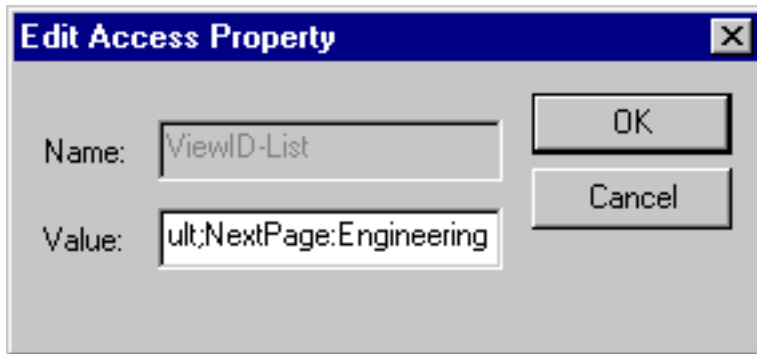 Edit Access Property
Name: ViewID-List
OK
Value: ult;NextPage:Engineering
Cancel